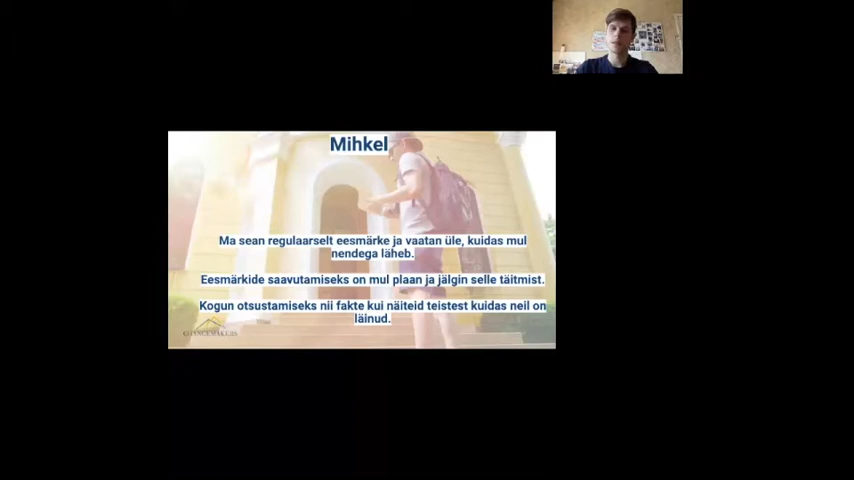 Mihkel
Ma sean regulaarselt eesmärke ja vaatan üle, kuidas mul
nendega läheb.
Eesmärkide saavutamiseks on mul plaan ja jälgin selle täitmist.
Kogun otsustamiseks nii fakte kui näiteid teistest kuidas neil on
läinud.